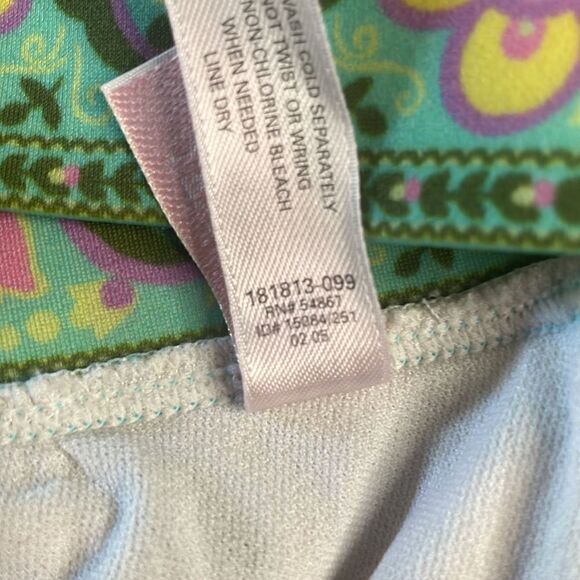 WASH COLD SEPARATELY
NOT TWIST OR WRING
NON-CHLORINE BLEACH
WHEN NEEDED
LINE DRY
181813-099
RN# 54867
ID# 15084/251
02 05